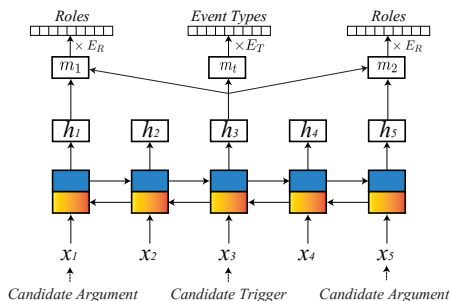 Roles Event Types Roles
× E_R × E_T × E_R
m_1 m_t m_2
h_1 h_2 h_3 h_4 h_5
x_1 x_2 x_3 x_4 x_5
Candidate Argument Candidate Trigger Candidate Argument